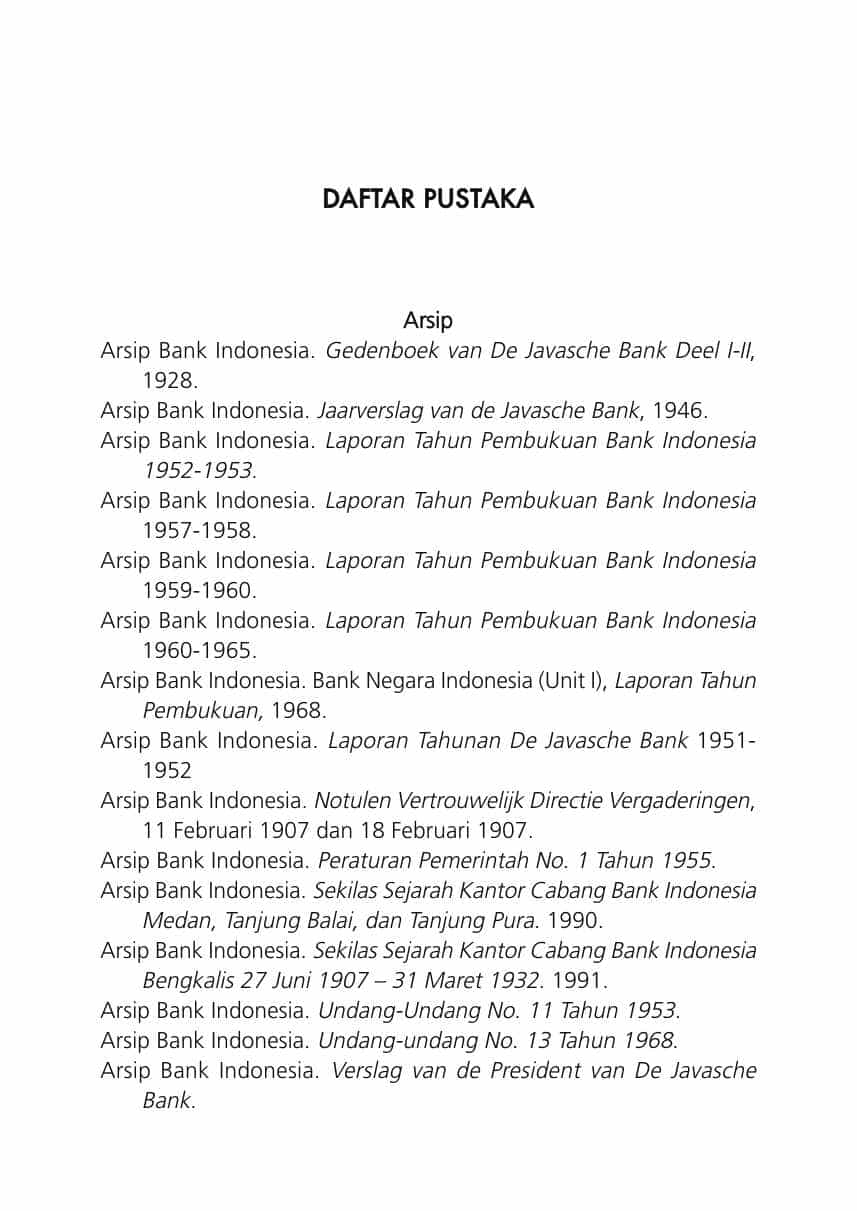 DAFTAR PUSTAKA
Arsip
Arsip Bank Indonesia. Gedenboek van De Javasche Bank Deel I-II,
1928.
Arsip Bank Indonesia. Jaarverslag van de Javasche Bank, 1946.
Arsip Bank Indonesia. Laporan Tahun Pembukuan Bank Indonesia
1952-1953.
Arsip Bank Indonesia. Laporan Tahun Pembukuan Bank Indonesia
1957-1958.
Arsip Bank Indonesia. Laporan Tahun Pembukuan Bank Indonesia
1959-1960.
Arsip Bank Indonesia. Laporan Tahun Pembukuan Bank Indonesia
1960-1965.
Arsip Bank Indonesia. Bank Negara Indonesia (Unit I), Laporan Tahun
Pembukuan, 1968.
Arsip Bank Indonesia. Laporan Tahunan De Javasche Bank 1951-
1952
Arsip Bank Indonesia. Notulen Vertrouwelijk Directie Vergaderingen,
11 Februari 1907 dan 18 Februari 1907.
Arsip Bank Indonesia. Peraturan Pemerintah No. 1 Tahun 1955.
Arsip Bank Indonesia. Sekilas Sejarah Kantor Cabang Bank Indonesia
Medan, Tanjung Balai, dan Tanjung Pura. 1990.
Arsip Bank Indonesia. Sekilas Sejarah Kantor Cabang Bank Indonesia
Bengkalis 27 Juni 1907 – 31 Maret 1932. 1991.
Arsip Bank Indonesia. Undang-Undang No. 11 Tahun 1953.
Arsip Bank Indonesia. Undang-undang No. 13 Tahun 1968.
Arsip Bank Indonesia. Verslag van de President van De Javasche
Bank.